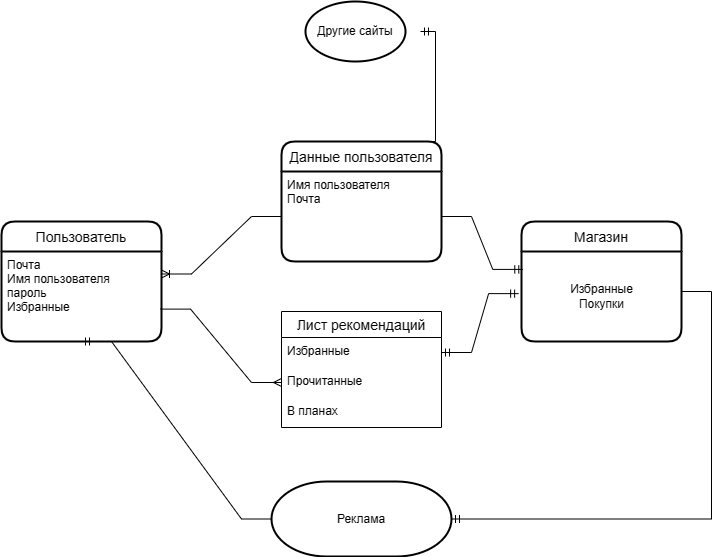 Другие сайты
Данные пользователя
Имя пользователя
Почта
Пользователь
Почта
Имя пользователя
пароль
Избранные
Магазин
Избранные
Покупки
Лист рекомендаций
Избранные
Прочитанные
В планах
Реклама